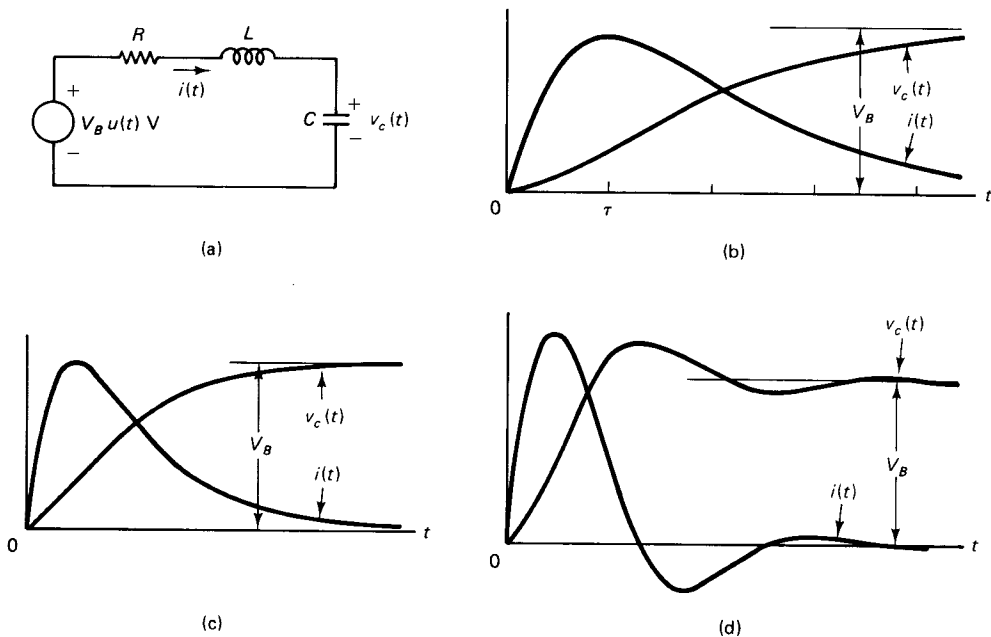 R
L
i(t)
+
V_B u(t) V
−
C
+
v_c(t)
−
(a)
V_B
v_c(t)
i(t)
0
τ
t
(b)
V_B
v_c(t)
i(t)
0
t
(c)
v_c(t)
V_B
i(t)
0
t
(d)